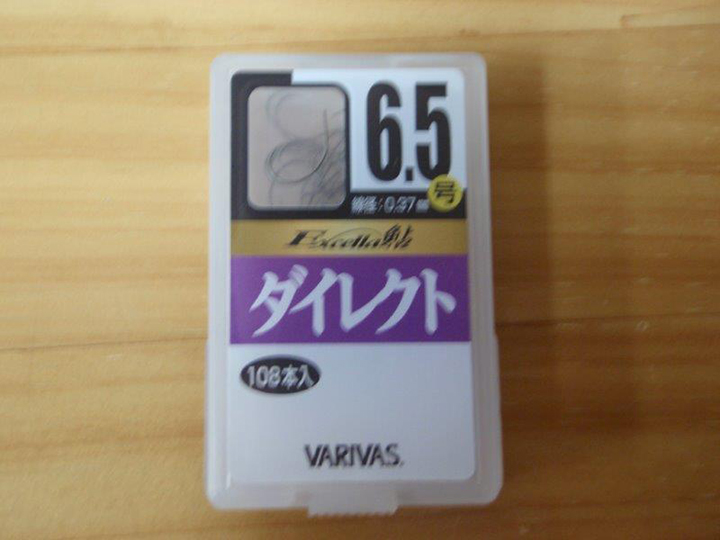 6.5
号
線径:0.37mm
Excella鮎
ダイレクト
108本入
VARIVAS.